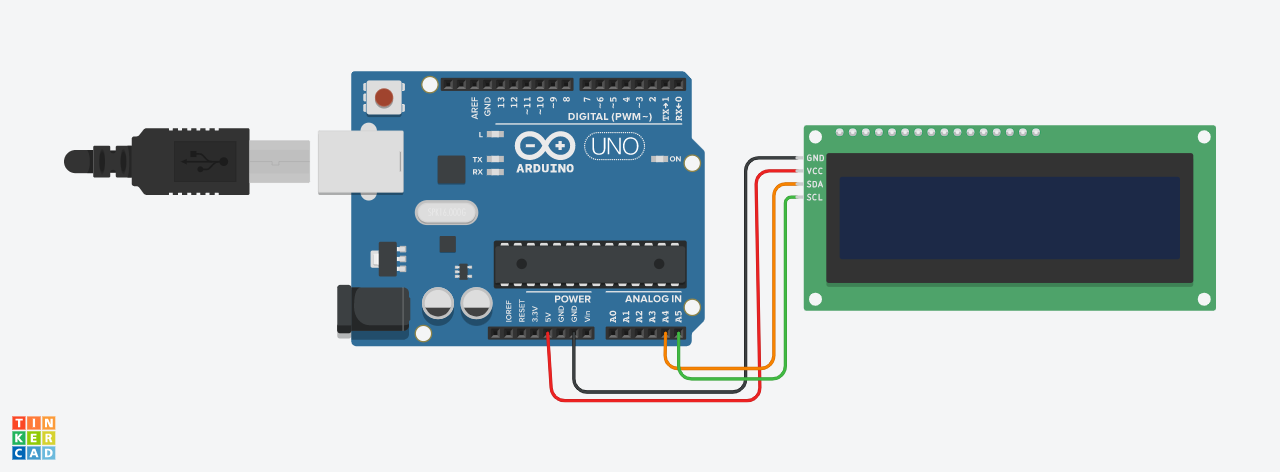 AREF
GND
13
12
~11
~10
~9
8
7
~6
~5
4
~3
2
TX→1
RX←0
DIGITAL (PWM~)
L
TX
RX
ARDUINO
UNO
ON
GND
VCC
SDA
SCL
POWER
ANALOG IN
IOREF
RESET
3.3V
5V
GND
GND
Vin
A0
A1
A2
A3
A4
A5
TIN
KER
CAD